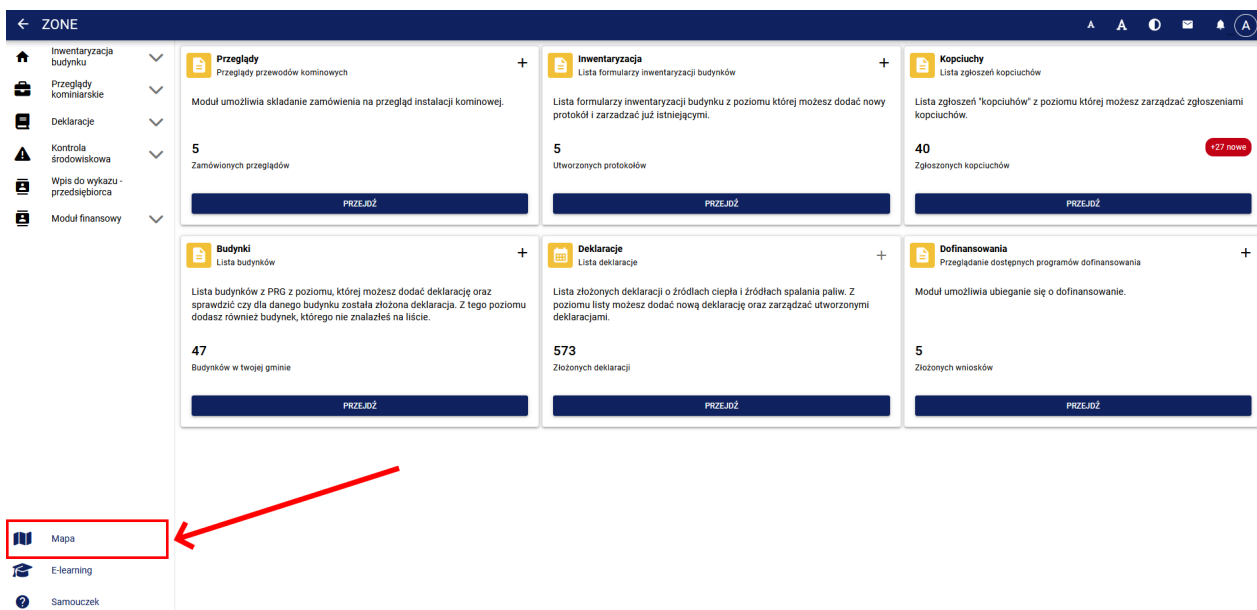 ZONE
A A A
Inwentaryzacja
budynku
Przeglądy
kominiarskie
Deklaracje
Kontrola
środowiskowa
Wpis do wykazu -
przedsiębiorca
Moduł finansowy
Przeglądy
Przeglądy przewodów kominowych
Moduł umożliwia skladanie zamówienia na przegląd instalacji kominowej.
5
Zamówionych przeglądów
PRZEJDŹ
Inwentaryzacja
Lista formularzy inwentaryzacji budynków
Lista formularzy inwentaryzacji budynku z poziomu której możesz dodać nowy
protokół i zarzadzać już istniejącymi.
5
Utworzonych protokołów
PRZEJDŹ
Kopciuchy
Lista zgłoszeń kopciuchów
Lista zgłoszeń "kopciuhów" z poziomu której możesz zarządzać zgłoszeniami
kopciuchów.
40
+27 nowe
Zgłoszonych kopciuchów
PRZEJDŹ
Budynki
Lista budynków
Lista budynków z PRG z poziomu, której możesz dodać deklarację oraz
sprawdzić czy dla danego budynku została złożona deklaracja. Z tego poziomu
dodasz również budynek, którego nie znalazłeś na liście.
47
Budynków w twojej gminie
PRZEJDŹ
Deklaracje
Lista deklaracje
Lista złożonych deklaracji o źródłach ciepła i źródłach spalania paliw. Z
poziomu listy możesz dodać nową deklarację oraz zarządzać utworzonymi
deklaracjami.
573
Złożonych deklaracji
PRZEJDŹ
Dofinansowania
Przeglądanie dostępnych programów dofinansowania
Moduł umożliwia ubieganie się o dofinansowanie.
5
Złożonych wniosków
PRZEJDŹ
Mapa
E-learning
Samouczek